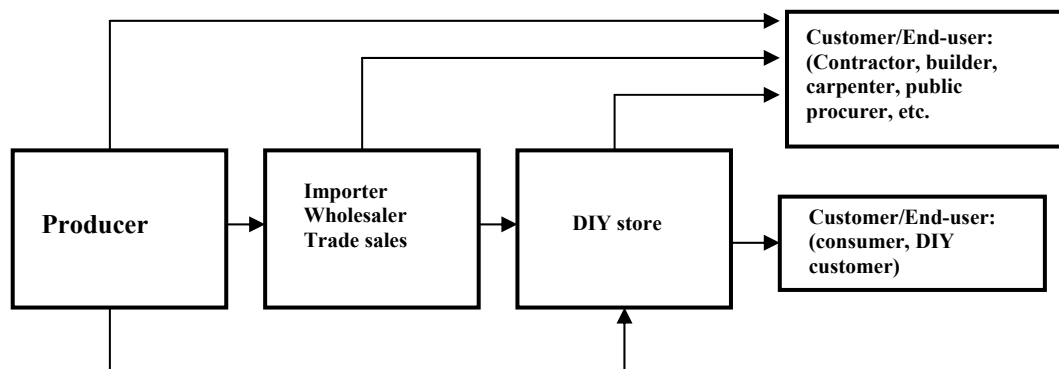 Customer/End-user:
(Contractor, builder,
carpenter, public
procurer, etc.
Producer
Importer
Wholesaler
Trade sales
DIY store
Customer/End-user:
(consumer, DIY
customer)